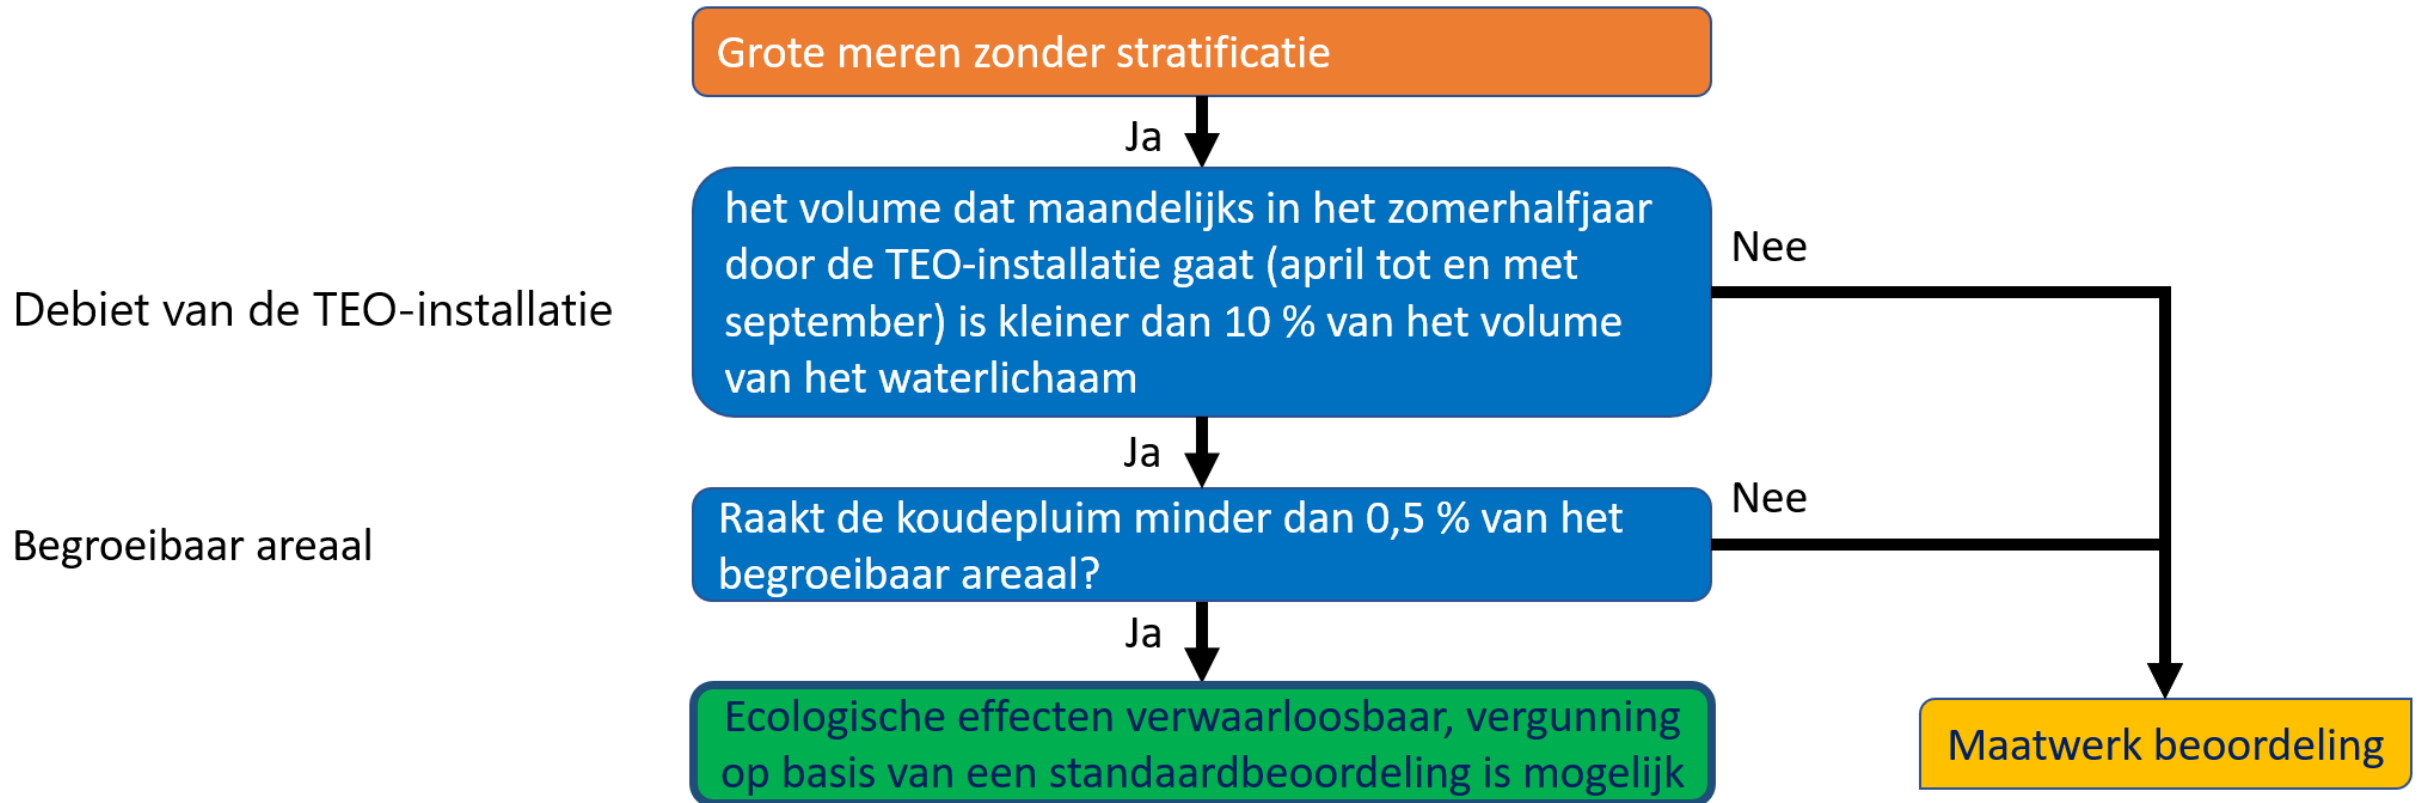 Grote meren zonder stratificatie
Ja
het volume dat maandelijks in het zomerhalfjaar
door de TEO-installatie gaat (april tot en met
september) is kleiner dan 10 % van het volume
van het waterlichaam
Nee
Debiet van de TEO-installatie
Ja
Raakt de koudepluim minder dan 0,5 % van het
begroeibaar areaal?
Nee
Begroeibaar areaal
Ja
Ecologische effecten verwaarloosbaar, vergunning
op basis van een standaardbeoordeling is mogelijk
Maatwerk beoordeling